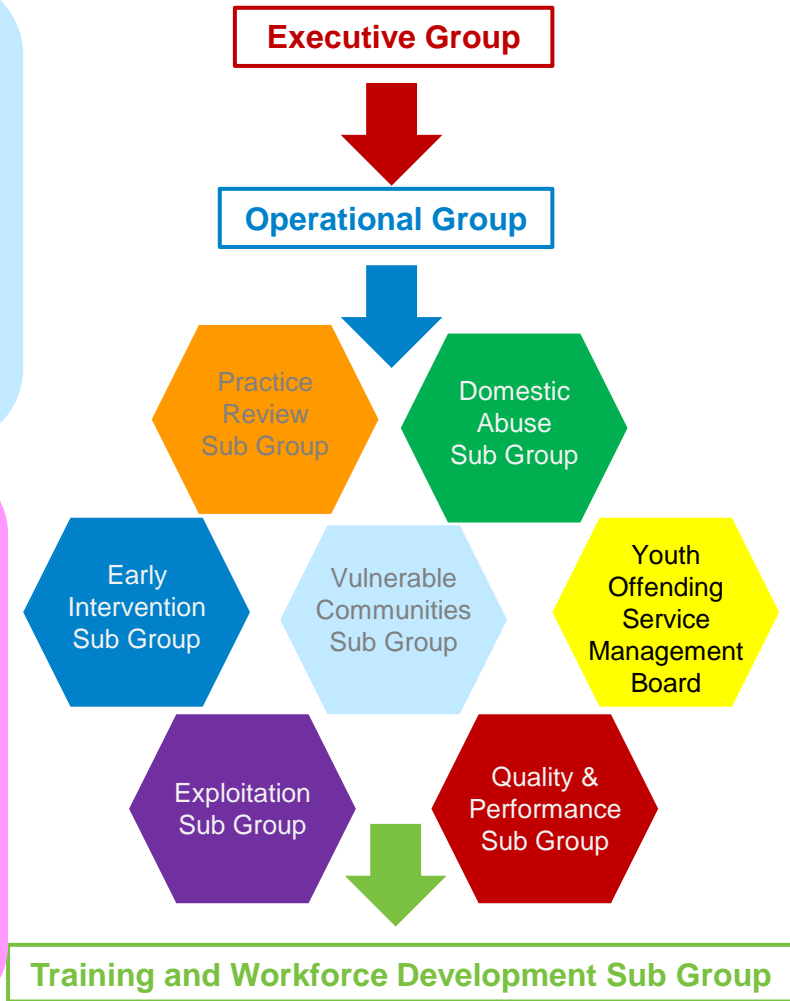 Executive Group
Operational Group
Practice
Review
Sub Group
Domestic
Abuse
Sub Group
Early
Intervention
Sub Group
Vulnerable
Communities
Sub Group
Youth
Offending
Service
Management
Board
Exploitation
Sub Group
Quality &
Performance
Sub Group
Training and Workforce Development Sub Group